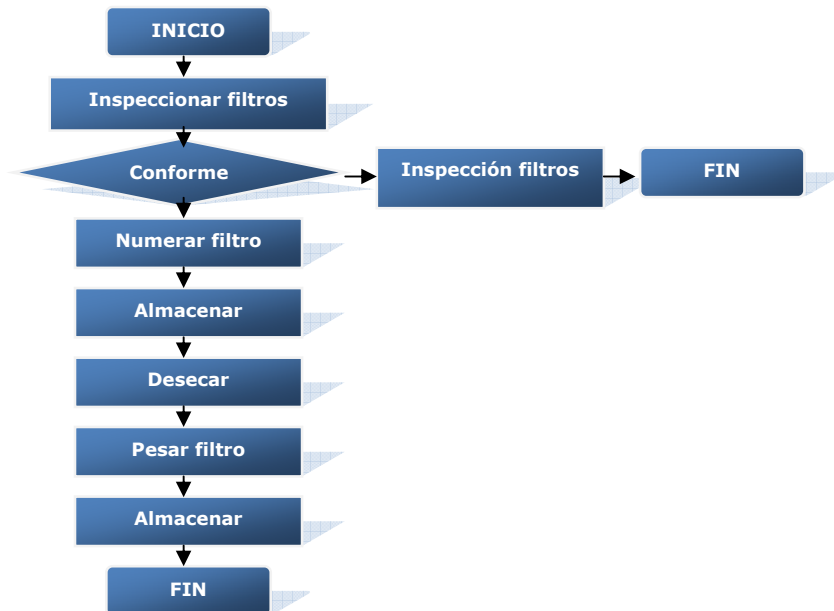 INICIO
Inspeccionar filtros
Conforme
Inspección filtros
FIN
Numerar filtro
Almacenar
Desecar
Pesar filtro
Almacenar
FIN